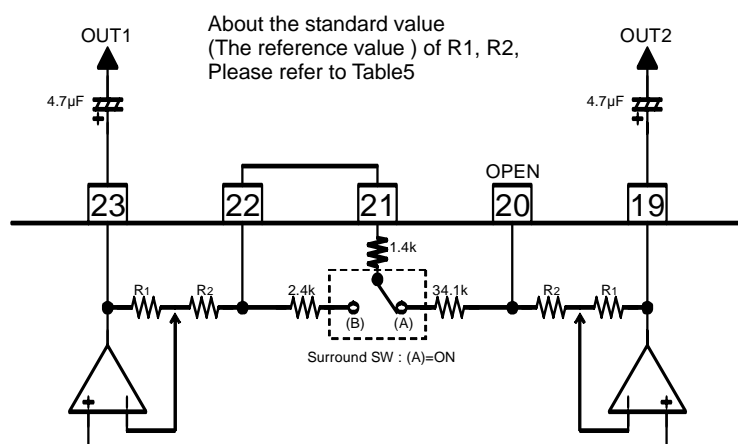 About the standard value
(The reference value ) of R1, R2,
Please refer to Table5
OUT1
OUT2
4.7µF
4.7µF
+
+
OPEN
23
22
21
20
19
1.4k
R1
R2
2.4k
34.1k
R2
R1
(B)
(A)
Surround SW : (A)=ON
+
+